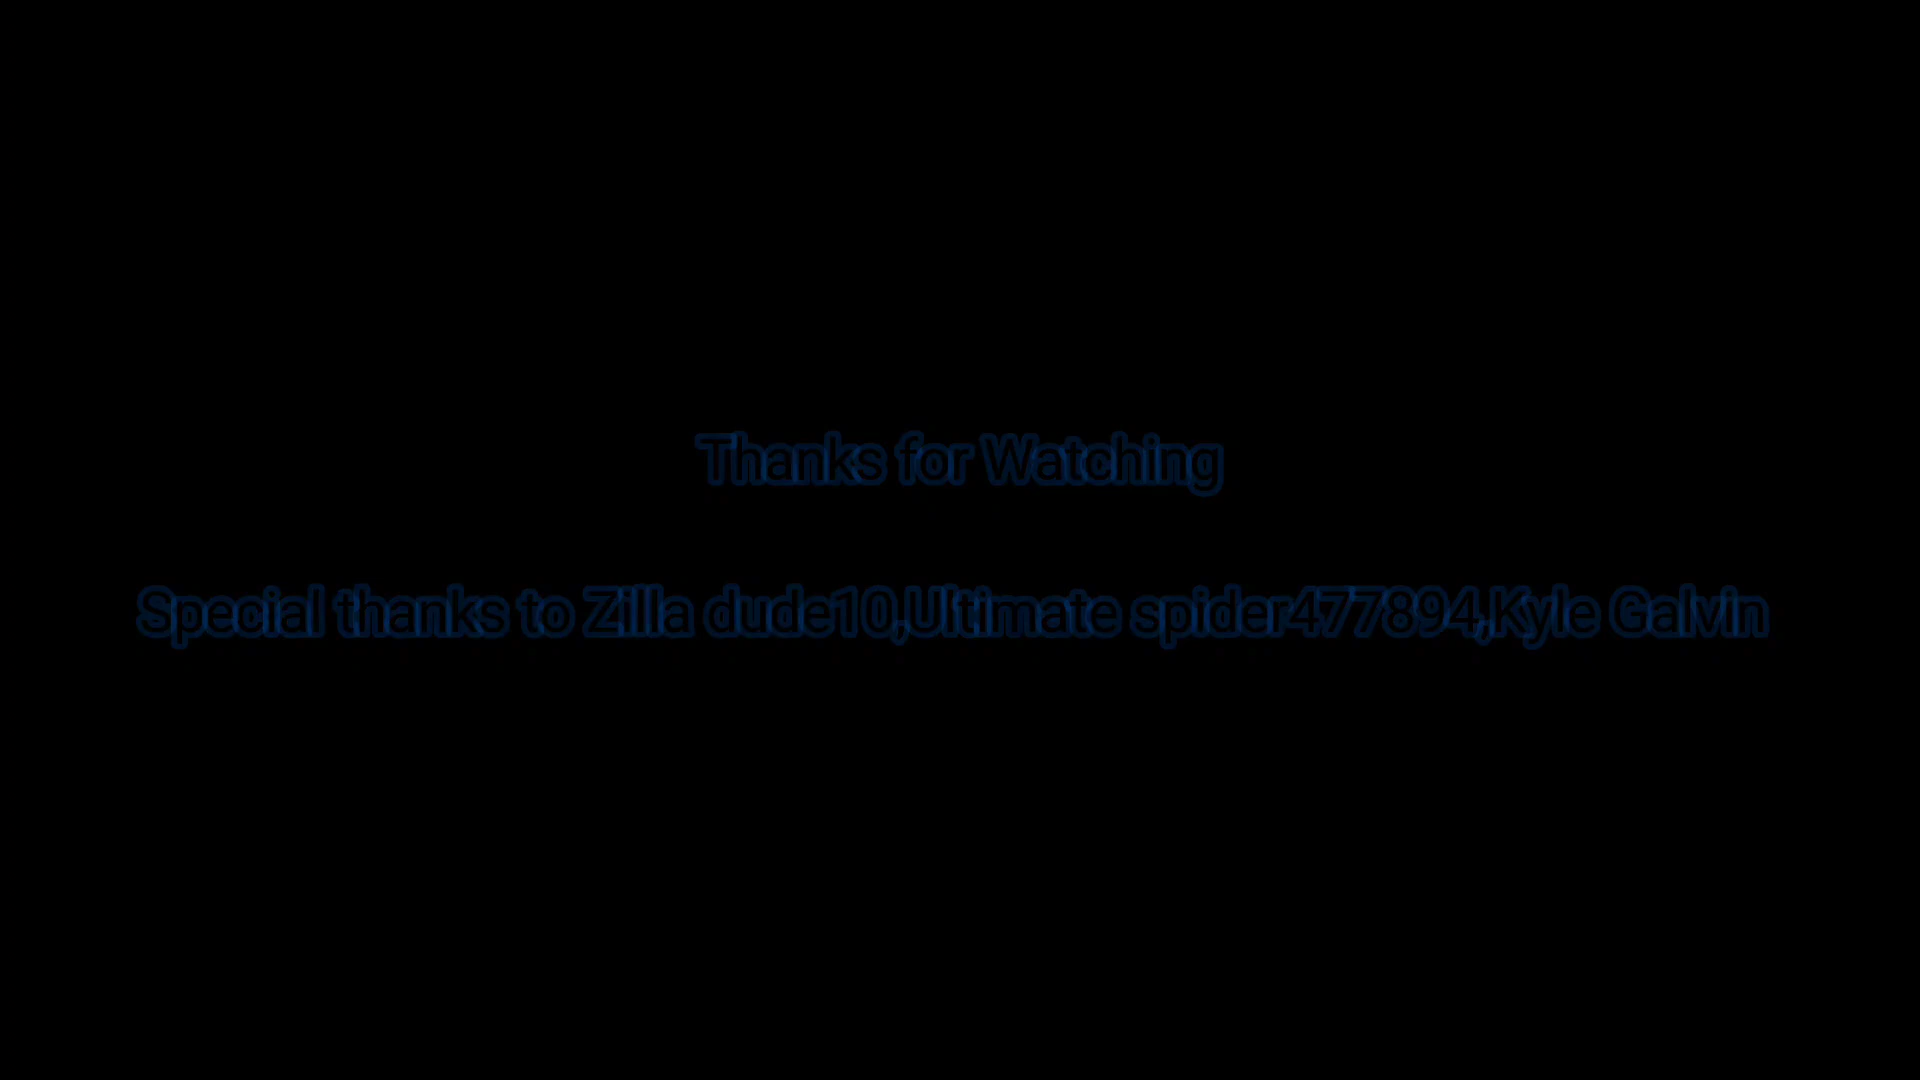 Thanks for Watching
Special thanks to Zilla dude10,Ultimate spider477894,Kyle Galvin